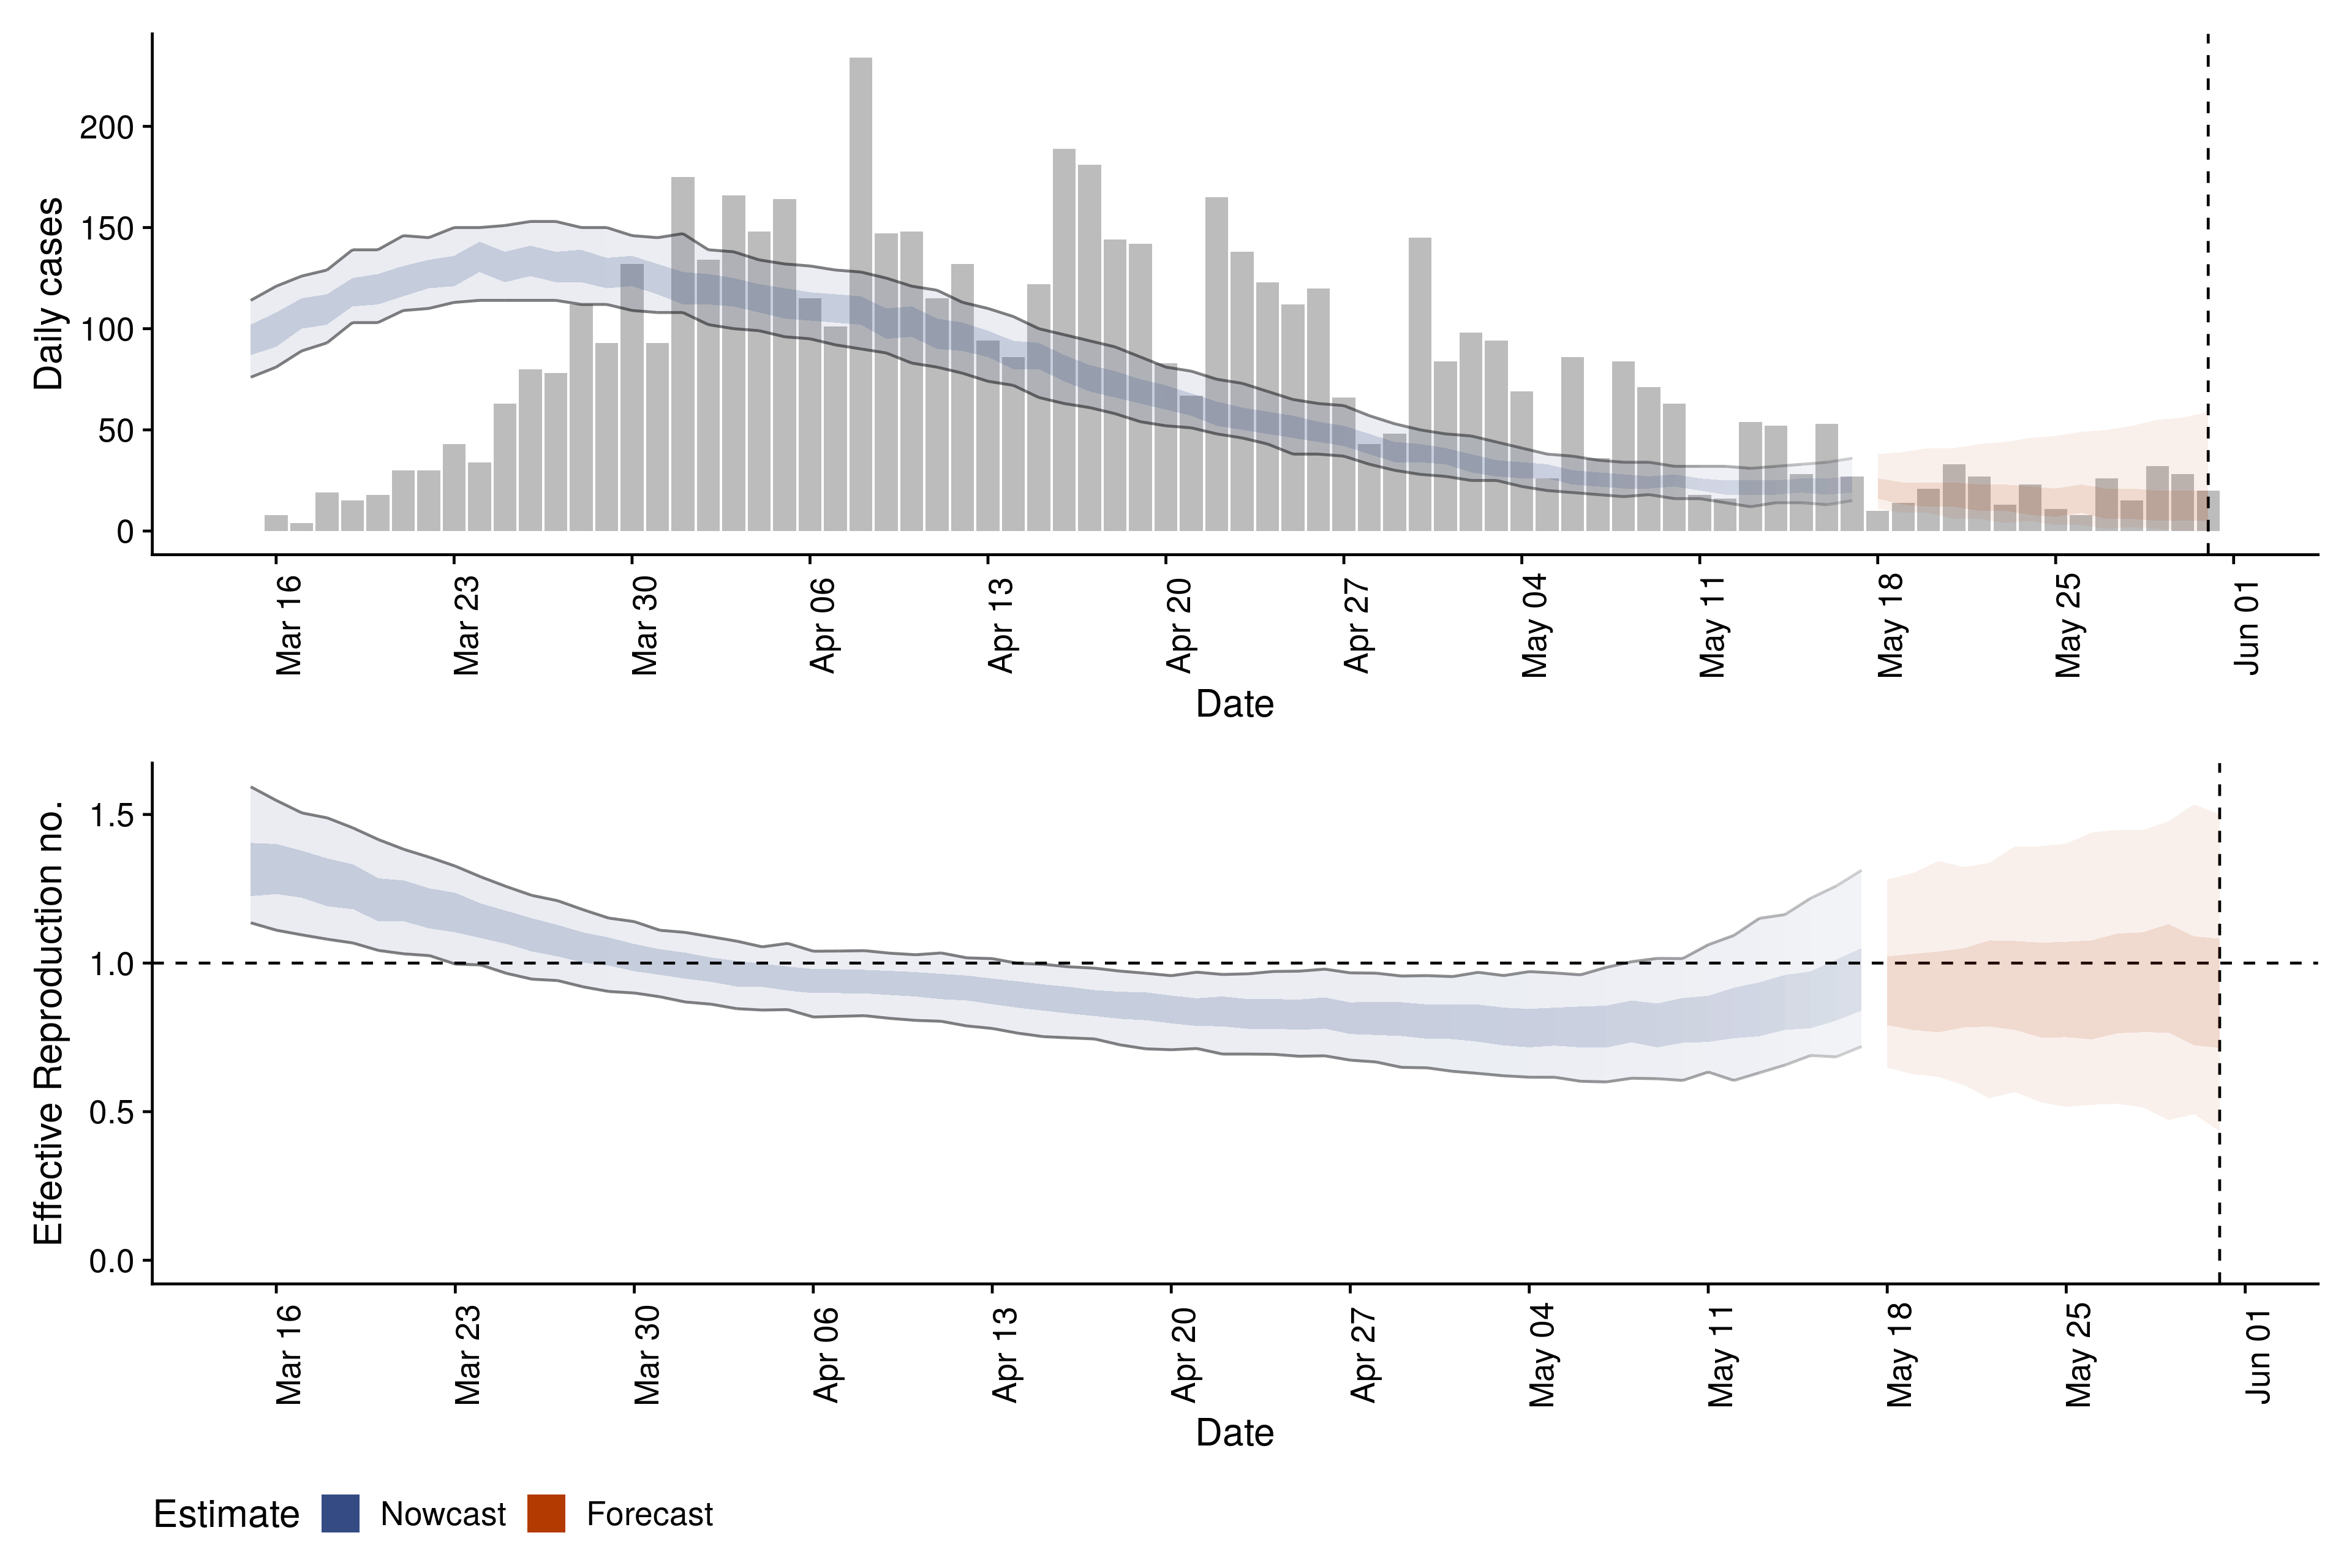 Daily cases
200
150
100
50
0
Mar 16
Mar 23
Mar 30
Apr 06
Apr 13
Apr 20
Apr 27
May 04
May 11
May 18
May 25
Jun 01
Date
Effective Reproduction no.
1.5
1.0
0.5
0.0
Mar 16
Mar 23
Mar 30
Apr 06
Apr 13
Apr 20
Apr 27
May 04
May 11
May 18
May 25
Jun 01
Date
Estimate Nowcast Forecast